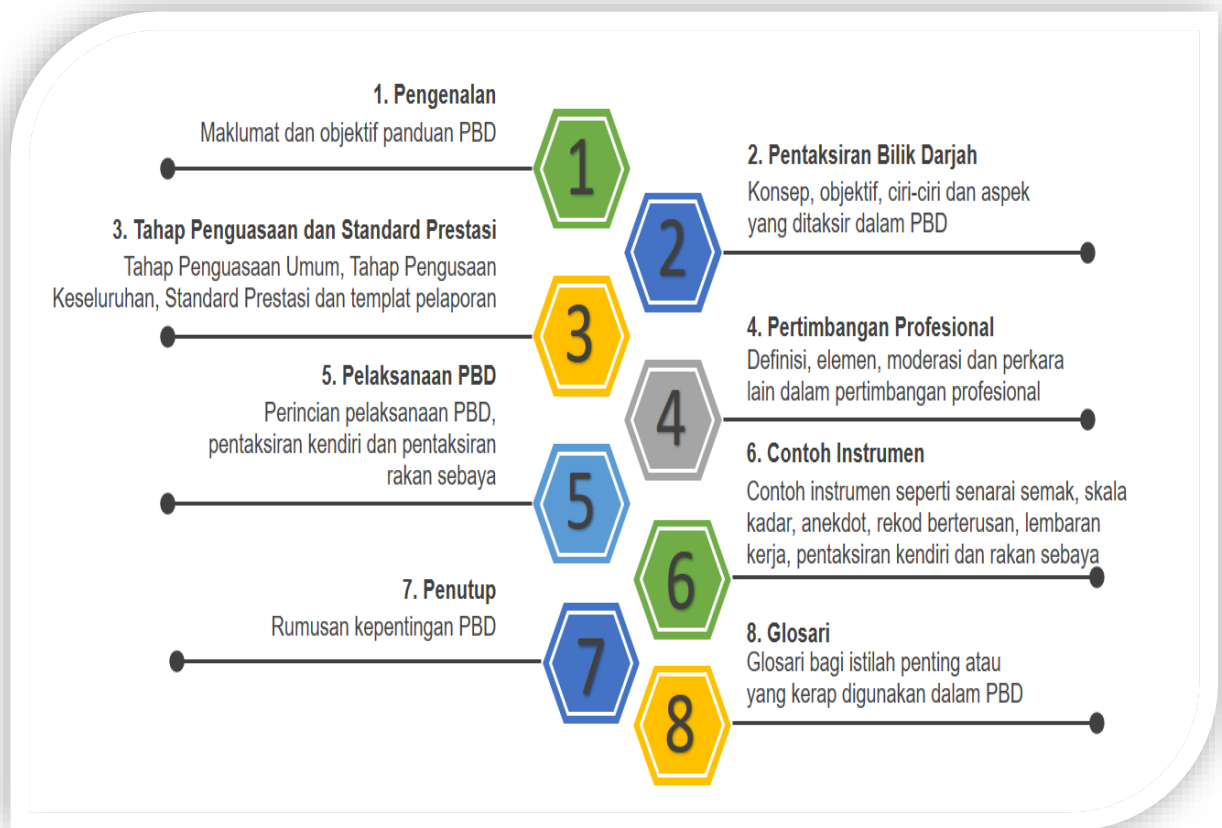 1. Pengenalan
Maklumat dan objektif panduan PBD
1
2. Pentaksiran Bilik Darjah
Konsep, objektif, ciri-ciri dan aspek
yang ditaksir dalam PBD
2
3. Tahap Penguasaan dan Standard Prestasi
Tahap Penguasaan Umum, Tahap Pengusaan
Keseluruhan, Standard Prestasi dan templat pelaporan
3
4. Pertimbangan Profesional
Definisi, elemen, moderasi dan perkara
lain dalam pertimbangan profesional
4
5. Pelaksanaan PBD
Perincian pelaksanaan PBD,
pentaksiran kendiri dan pentaksiran
rakan sebaya
5
6. Contoh Instrumen
Contoh instrumen seperti senarai semak, skala
kadar, anekdot, rekod berterusan, lembaran
kerja, pentaksiran kendiri dan rakan sebaya
6
7. Penutup
Rumusan kepentingan PBD
7
8. Glosari
Glosari bagi istilah penting atau
yang kerap digunakan dalam PBD
8